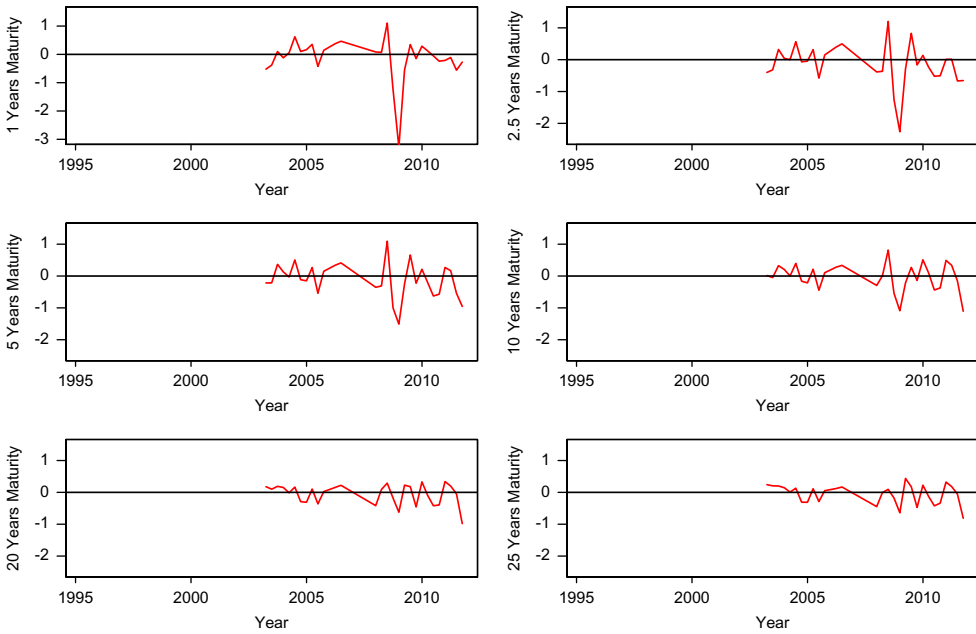 1 Years Maturity
1
0
-1
-2
-3
1995 2000 2005 2010
Year
2.5 Years Maturity
1
0
-1
-2
1995 2000 2005 2010
Year
5 Years Maturity
1
0
-1
-2
1995 2000 2005 2010
Year
10 Years Maturity
1
0
-1
-2
1995 2000 2005 2010
Year
20 Years Maturity
1
0
-1
-2
1995 2000 2005 2010
Year
25 Years Maturity
1
0
-1
-2
1995 2000 2005 2010
Year